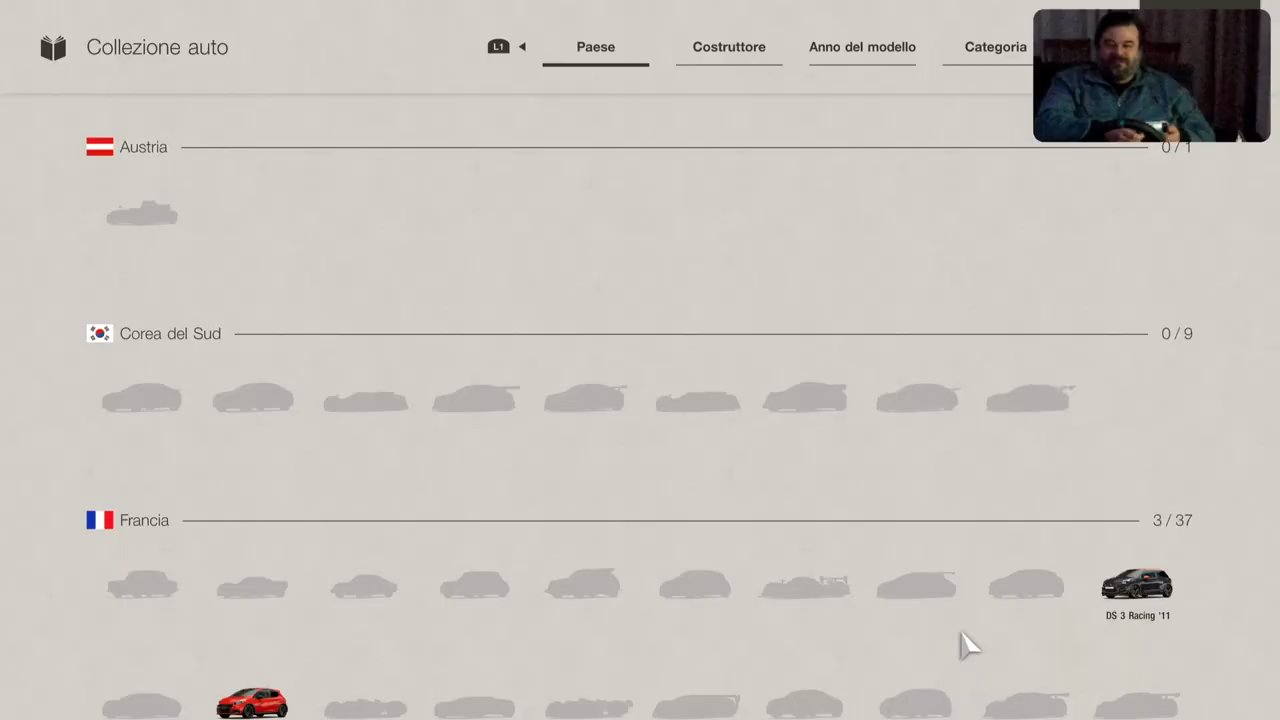 Collezione auto
L1
Paese
Costruttore
Anno del modello
Categoria
Austria
0 / 1
Corea del Sud
0 / 9
Francia
3 / 37
DS 3 Racing '11